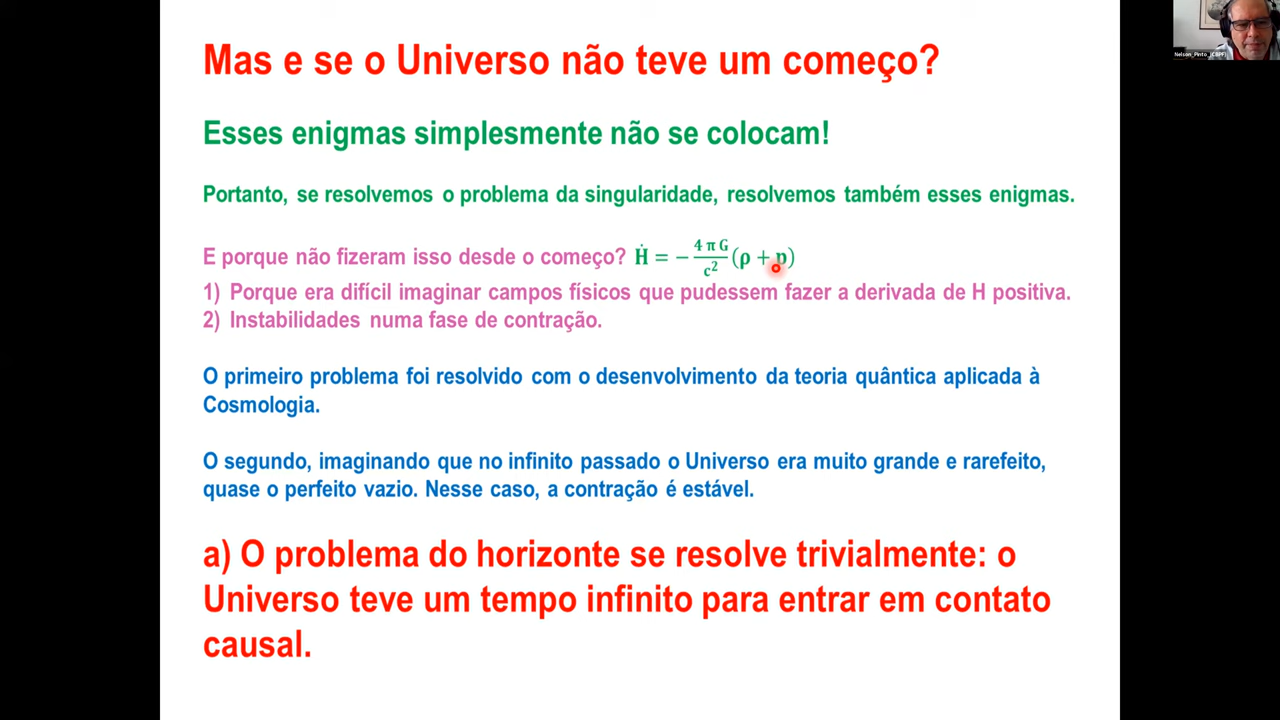 Mas e se o Universo não teve um começo?
Esses enigmas simplesmente não se colocam!
Portanto, se resolvemos o problema da singularidade, resolvemos também esses enigmas.
E porque não fizeram isso desde o começo? Ḣ = − 4 π G / c² (ρ + p)
1) Porque era difícil imaginar campos físicos que pudessem fazer a derivada de H positiva.
2) Instabilidades numa fase de contração.
O primeiro problema foi resolvido com o desenvolvimento da teoria quântica aplicada à
Cosmologia.
O segundo, imaginando que no infinito passado o Universo era muito grande e rarefeito,
quase o perfeito vazio. Nesse caso, a contração é estável.
a) O problema do horizonte se resolve trivialmente: o
Universo teve um tempo infinito para entrar em contato
causal.
Nelson_Pinto_(CBPF)